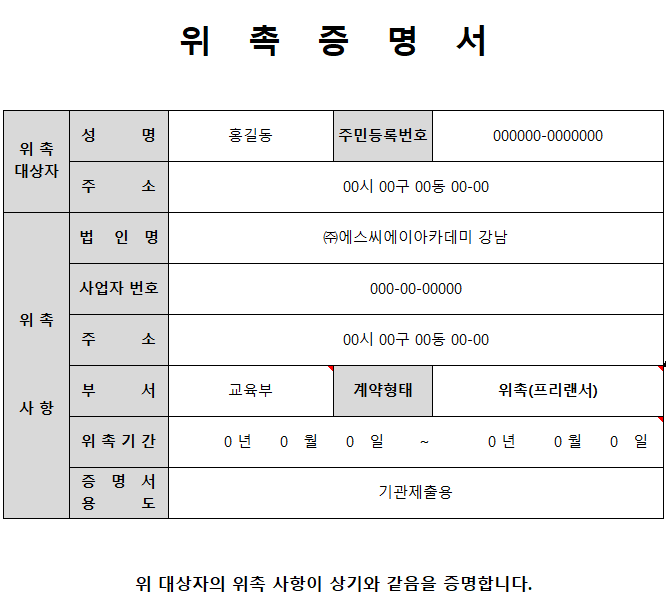 위 촉 증 명 서
위 촉 대상자
성 명 홍길동 주민등록번호 000000-0000000
주 소 00시 00구 00동 00-00
위 촉 사 항
법 인 명 ㈜에스씨에이아카데미 강남
사업자 번호 000-00-00000
주 소 00시 00구 00동 00-00
부 서 교육부 계약형태 위촉(프리랜서)
위 촉 기 간 0 년 0 월 0 일 ~ 0 년 0 월 0 일
증 명 서 용 도 기관제출용
위 대상자의 위촉 사항이 상기와 같음을 증명합니다.